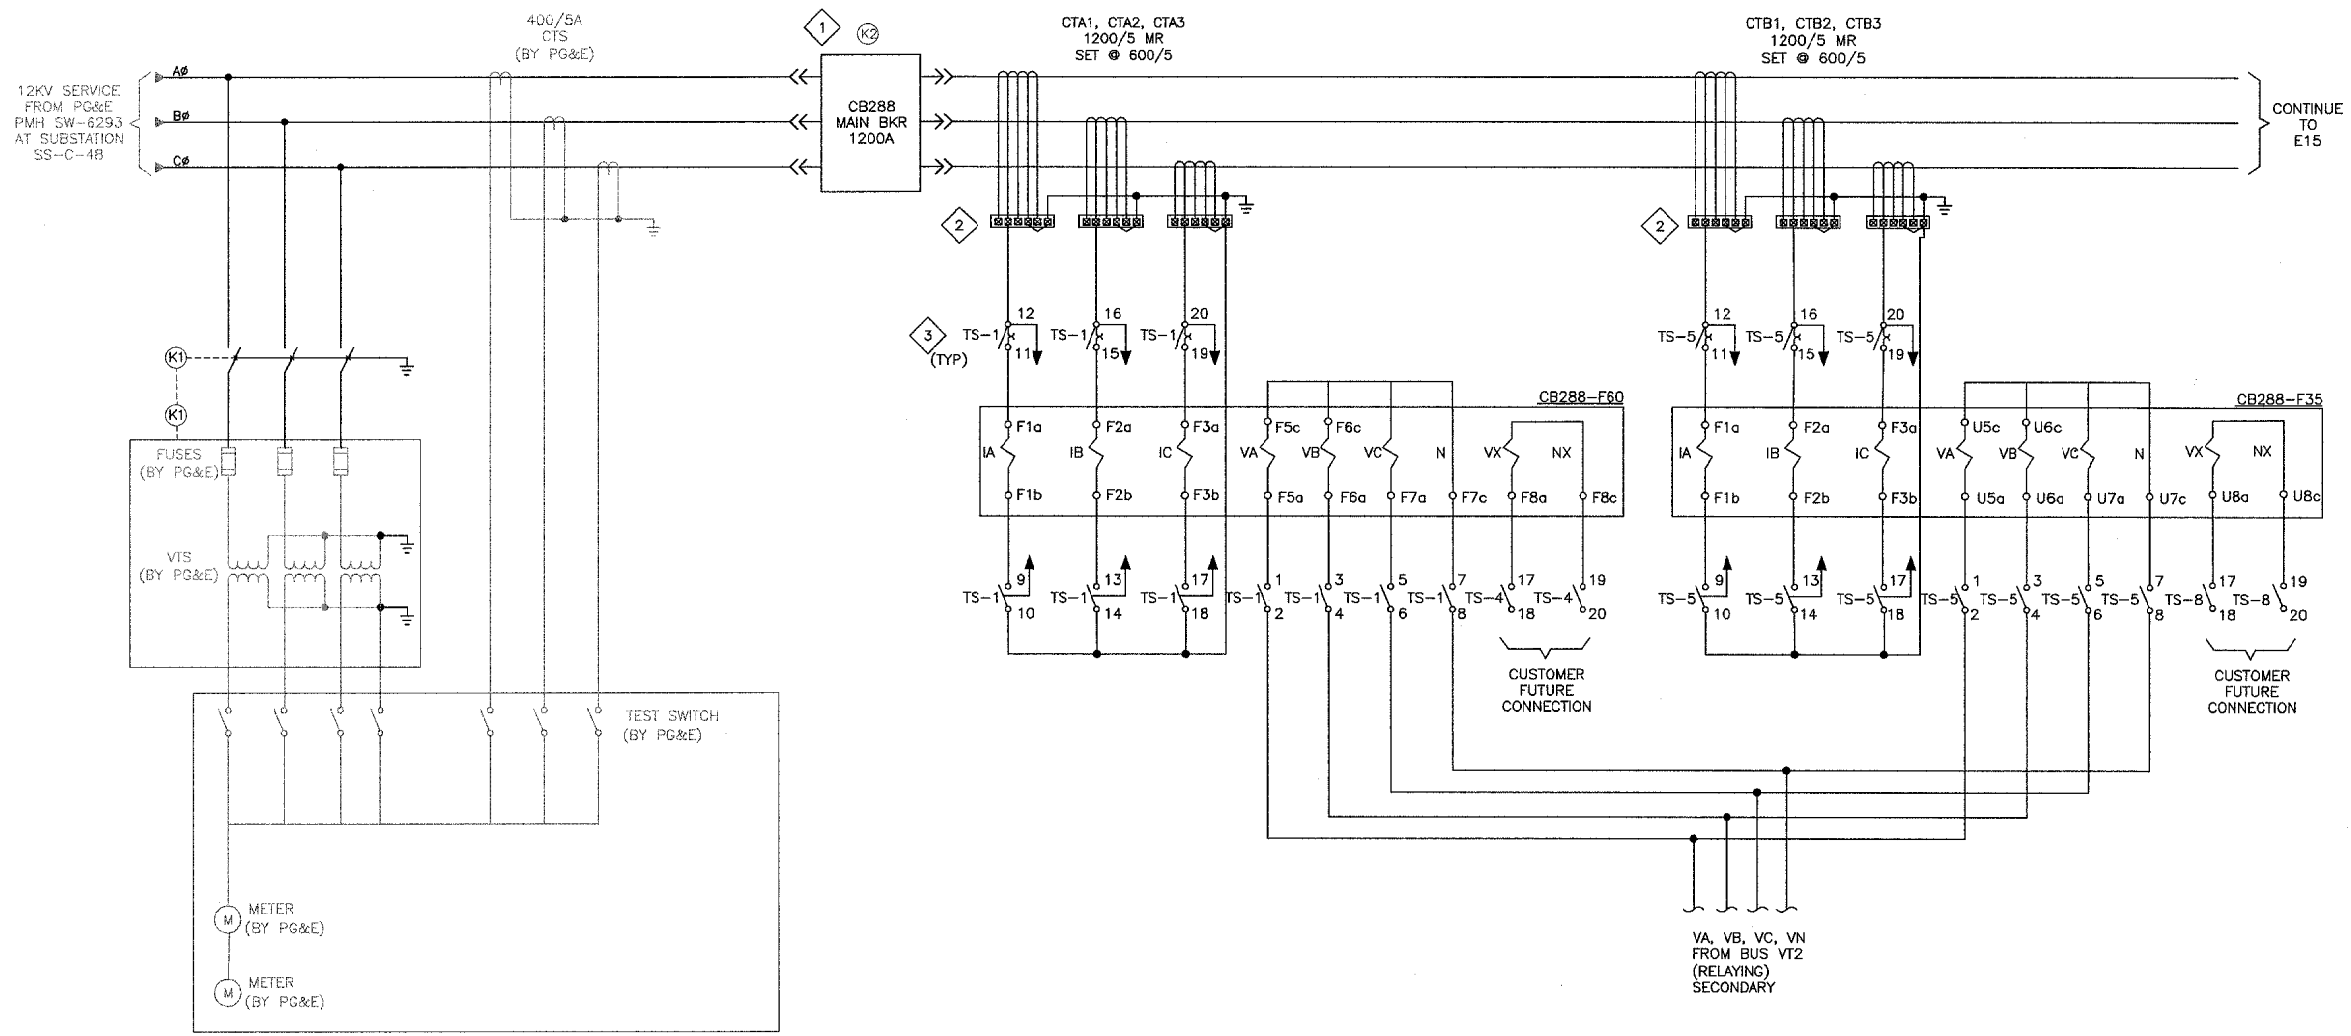 400/5A
CTS
(BY PG&E)
1
K2
CTA1, CTA2, CTA3
1200/5 MR
SET @ 600/5
CTB1, CTB2, CTB3
1200/5 MR
SET @ 600/5
12KV SERVICE
FROM PG&E
PMH SW-6293
AT SUBSTATION
SS-C-4B
AØ
BØ
CØ
CB288
MAIN BKR
1200A
CONTINUE
TO
E15
2
2
3
(TYP)
TS-1
12
11
TS-1
16
15
TS-1
20
19
TS-5
12
11
TS-5
16
15
TS-5
20
19
K1
K1
FUSES
(BY PG&E)
VTS
(BY PG&E)
CB288-F60
F1a
F2a
F3a
F5c
F6c
IA
IB
IC
VA
VB
VC
N
VX
NX
F1b
F2b
F3b
F5a
F6a
F7a
F7c
F8a
F8c
CB288-F35
F1a
F2a
F3a
U5c
U6c
IA
IB
IC
VA
VB
VC
N
VX
NX
F1b
F2b
F3b
U5a
U6a
U7a
U7c
U8a
U8c
TS-1
9
10
TS-1
13
14
TS-1
17
18
TS-1
1
2
TS-1
3
4
TS-1
5
6
TS-1
7
8
TS-4
17
18
TS-4
19
20
TS-5
9
10
TS-5
13
14
TS-5
17
18
TS-5
1
2
TS-5
3
4
TS-5
5
6
TS-5
7
8
TS-8
17
18
TS-8
19
20
CUSTOMER
FUTURE
CONNECTION
CUSTOMER
FUTURE
CONNECTION
TEST SWITCH
(BY PG&E)
M
METER
(BY PG&E)
M
METER
(BY PG&E)
VA, VB, VC, VN
FROM BUS VT2
(RELAYING)
SECONDARY